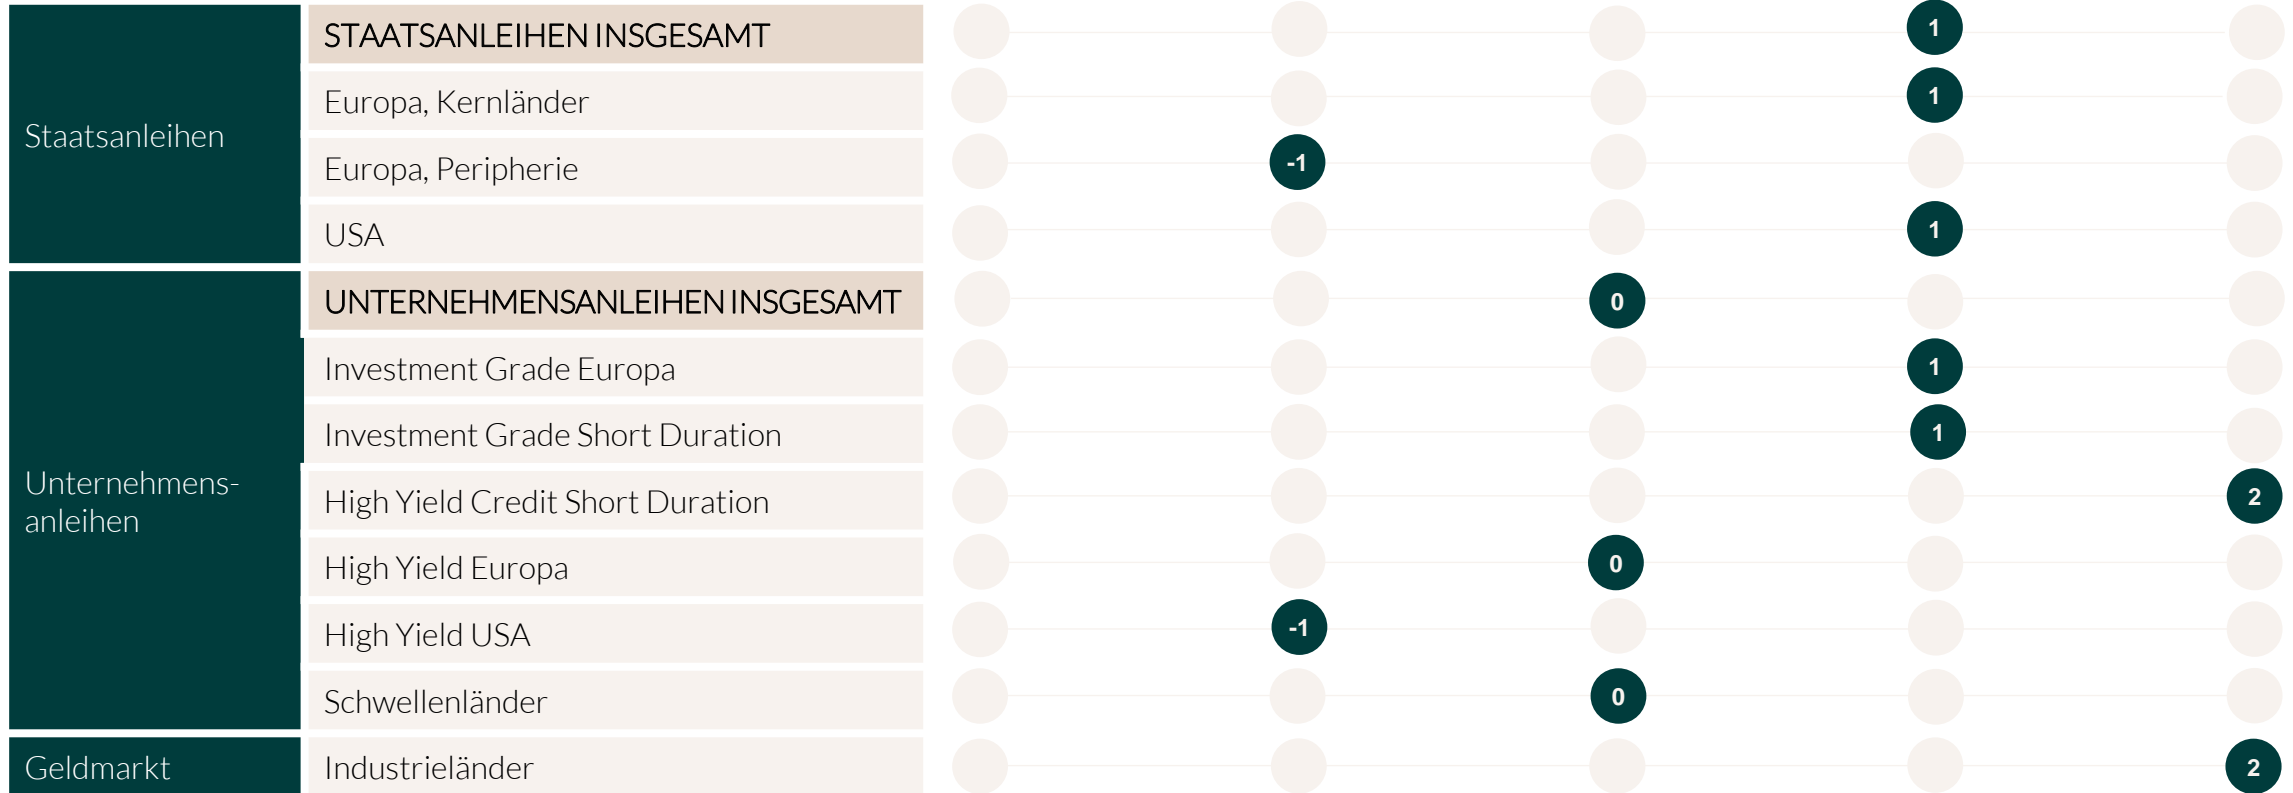 STAATSANLEIHEN INSGESAMT 1
Europa, Kernländer 1
Staatsanleihen
Europa, Peripherie -1
USA 1
UNTERNEHMENSANLEIHEN INSGESAMT 0
Investment Grade Europa 1
Investment Grade Short Duration 1
Unternehmens-
anleihen
High Yield Credit Short Duration 2
High Yield Europa 0
High Yield USA -1
Schwellenländer 0
Geldmarkt Industrieländer 2